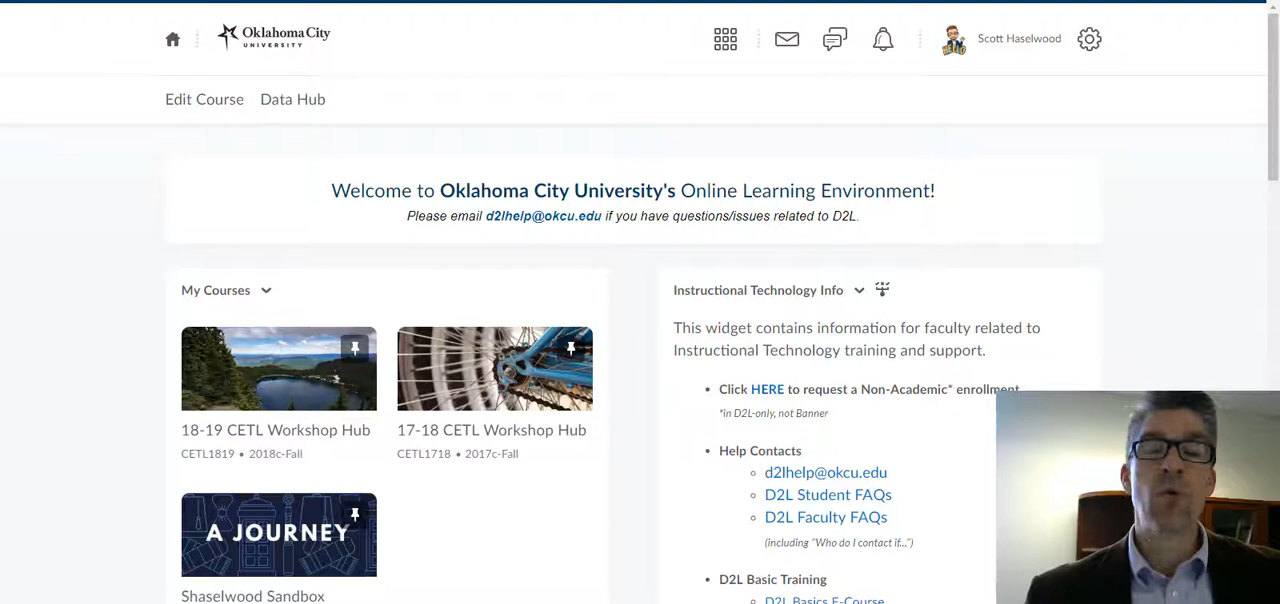 Oklahoma City
UNIVERSITY
HELLO
Scott Haselwood
Edit Course
Data Hub
Welcome to Oklahoma City University's Online Learning Environment!
Please email d2lhelp@okcu.edu if you have questions/issues related to D2L.
My Courses
18-19 CETL Workshop Hub
CETL1819 • 2018c-Fall
17-18 CETL Workshop Hub
CETL1718 • 2017c-Fall
A JOURNEY
Shaselwood Sandbox
Instructional Technology Info
This widget contains information for faculty related to
Instructional Technology training and support.
• Click HERE to request a Non-Academic* enrollment
*in D2L-only, not Banner
• Help Contacts
d2lhelp@okcu.edu
D2L Student FAQs
D2L Faculty FAQs
(including "Who do I contact if...")
• D2L Basic Training
D2L Basics E-Course